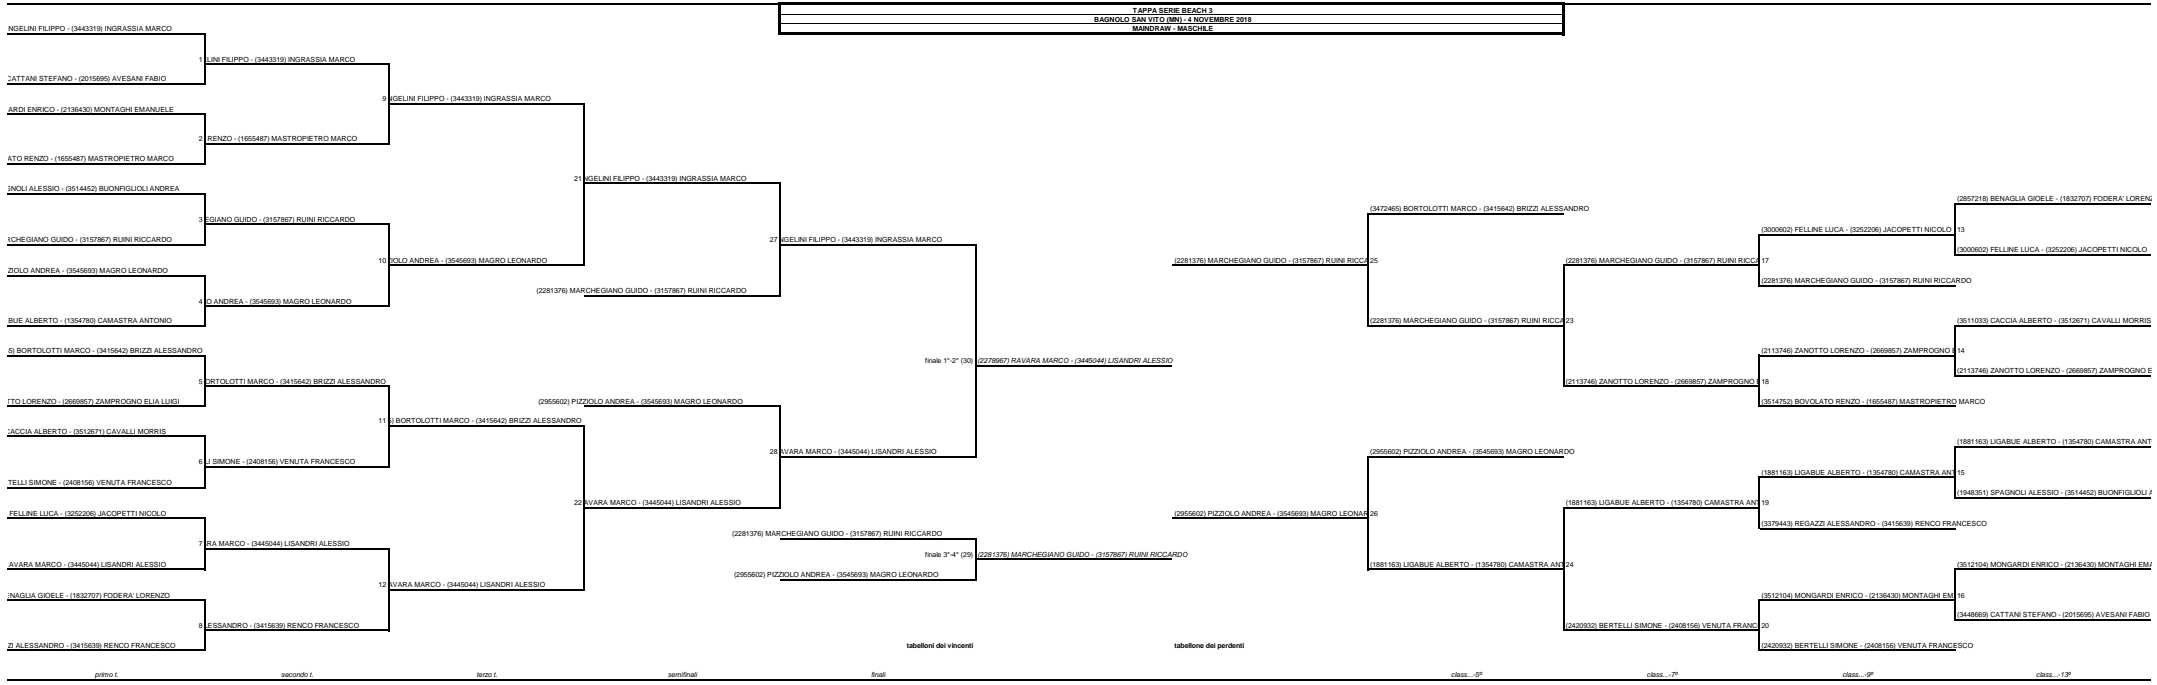 TAPPA SERIE BEACH 3
BAGNOLO SAN VITO (MN) - 4 NOVEMBRE 2018
MAINDRAW - MASCHILE
NGELINI FILIPPO - (3443319) INGRASSIA MARCO
CATTANI STEFANO - (2015695) AVESANI FABIO
ARDI ENRICO - (2136430) MONTAGHI EMANUELE
ATO RENZO - (1655487) MASTROPIETRO MARCO
GNOLI ALESSIO - (3514452) BUONFIGLIOLI ANDREA
RCHEGIANO GUIDO - (3157867) RUINI RICCARDO
ZIOLO ANDREA - (3545693) MAGRO LEONARDO
BUE ALBERTO - (1354780) CAMASTRA ANTONIO
5) BORTOLOTTI MARCO - (3415642) BRIZZI ALESSANDRO
TTO LORENZO - (2669857) ZAMPROGNO ELIA LUIGI
CACCIA ALBERTO - (3512671) CAVALLI MORRIS
TELLI SIMONE - (2408156) VENUTA FRANCESCO
FELLINE LUCA - (3252206) JACOPETTI NICOLO
AVARA MARCO - (3445044) LISANDRI ALESSIO
ENAGLIA GIOELE - (1832707) FODERA' LORENZO
ZI ALESSANDRO - (3415639) RENCO FRANCESCO
primo t.
1 LINI FILIPPO - (3443319) INGRASSIA MARCO
2 RENZO - (1655487) MASTROPIETRO MARCO
3 EGIANO GUIDO - (3157867) RUINI RICCARDO
4 O ANDREA - (3545693) MAGRO LEONARDO
5 ORTOLOTTI MARCO - (3415642) BRIZZI ALESSANDRO
6 LI SIMONE - (2408156) VENUTA FRANCESCO
7 RA MARCO - (3445044) LISANDRI ALESSIO
8 LESSANDRO - (3415639) RENCO FRANCESCO
secondo t.
9 NGELINI FILIPPO - (3443319) INGRASSIA MARCO
10 ZIOLO ANDREA - (3545693) MAGRO LEONARDO
11 5) BORTOLOTTI MARCO - (3415642) BRIZZI ALESSANDRO
12 AVARA MARCO - (3445044) LISANDRI ALESSIO
terzo t.
21 NGELINI FILIPPO - (3443319) INGRASSIA MARCO
(2281376) MARCHEGIANO GUIDO - (3157867) RUINI RICCARDO
(2955602) PIZZIOLO ANDREA - (3545693) MAGRO LEONARDO
22 AVARA MARCO - (3445044) LISANDRI ALESSIO
semifinali
27 NGELINI FILIPPO - (3443319) INGRASSIA MARCO
28 AVARA MARCO - (3445044) LISANDRI ALESSIO
(2281376) MARCHEGIANO GUIDO - (3157867) RUINI RICCARDO
(2955602) PIZZIOLO ANDREA - (3545693) MAGRO LEONARDO
finali
finale 1°-2° (30) (2278967) RAVARA MARCO - (3445044) LISANDRI ALESSIO
finale 3°-4° (29) (2281376) MARCHEGIANO GUIDO - (3157867) RUINI RICCARDO
tabelloni dei vincenti
tabellone dei perdenti
(2281376) MARCHEGIANO GUIDO - (3157867) RUINI RICCA 25
(2955602) PIZZIOLO ANDREA - (3545693) MAGRO LEONAR 26
(3472465) BORTOLOTTI MARCO - (3415642) BRIZZI ALESSANDRO
(2281376) MARCHEGIANO GUIDO - (3157867) RUINI RICCA 23
(2955602) PIZZIOLO ANDREA - (3545693) MAGRO LEONARDO
(1881163) LIGABUE ALBERTO - (1354780) CAMASTRA ANT 24
class...-5º
(2281376) MARCHEGIANO GUIDO - (3157867) RUINI RICCA 17
(2113746) ZANOTTO LORENZO - (2669857) ZAMPROGNO E 18
(1881163) LIGABUE ALBERTO - (1354780) CAMASTRA ANT 19
(2420932) BERTELLI SIMONE - (2408156) VENUTA FRANC 20
class...-7º
(3000602) FELLINE LUCA - (3252206) JACOPETTI NICOLO 13
(2281376) MARCHEGIANO GUIDO - (3157867) RUINI RICCARDO
(2113746) ZANOTTO LORENZO - (2669857) ZAMPROGNO E 14
(3514752) BOVOLATO RENZO - (1655487) MASTROPIETRO MARCO
(1881163) LIGABUE ALBERTO - (1354780) CAMASTRA ANT 15
(3379443) REGAZZI ALESSANDRO - (3415639) RENCO FRANCESCO
(3512104) MONGARDI ENRICO - (2136430) MONTAGHI EM 16
(2420932) BERTELLI SIMONE - (2408156) VENUTA FRANCESCO
class...-9º
(2857218) BENAGLIA GIOELE - (1832707) FODERA' LORENZ
(3000602) FELLINE LUCA - (3252206) JACOPETTI NICOLO
(3511033) CACCIA ALBERTO - (3512671) CAVALLI MORRIS
(2113746) ZANOTTO LORENZO - (2669857) ZAMPROGNO E
(1881163) LIGABUE ALBERTO - (1354780) CAMASTRA ANT
(1948351) SPAGNOLI ALESSIO - (3514452) BUONFIGLIOLI A
(3512104) MONGARDI ENRICO - (2136430) MONTAGHI EMA
(3448669) CATTANI STEFANO - (2015695) AVESANI FABIO
class...-13º